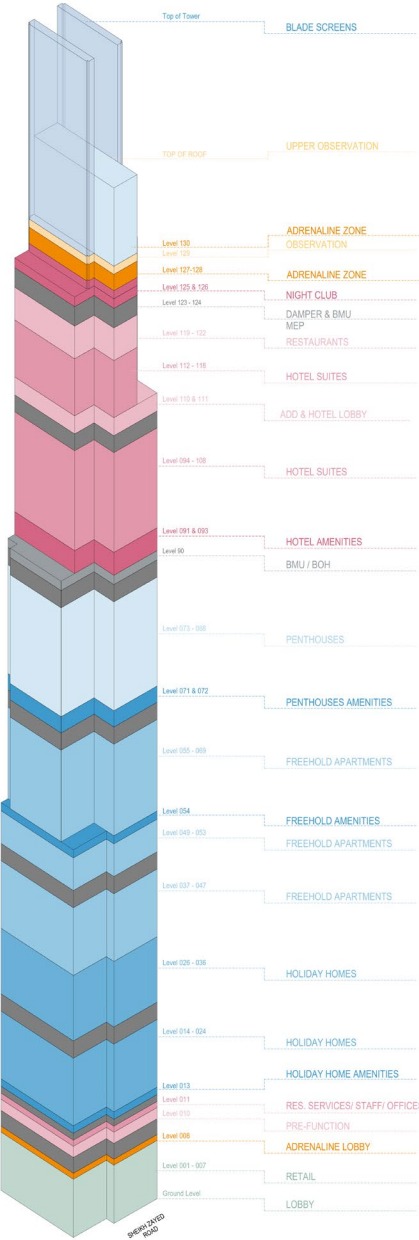 Top of Tower
BLADE SCREENS
TOP OF ROOF
UPPER OBSERVATION
Level 130
ADRENALINE ZONE
OBSERVATION
Level 127-128
ADRENALINE ZONE
Level 125 & 126
NIGHT CLUB
Level 123 - 124
DAMPER & BMU
MEP
RESTAURANTS
Level 112 - 118
HOTEL SUITES
Level 110 & 111
ADD & HOTEL LOBBY
Level 094 - 108
HOTEL SUITES
Level 091 & 093
HOTEL AMENITIES
Level 90
BMU / BOH
PENTHOUSES
Level 071 & 072
PENTHOUSES AMENITIES
Level 055 - 069
FREEHOLD APARTMENTS
Level 054
FREEHOLD AMENITIES
Level 049 - 053
FREEHOLD APARTMENTS
Level 037 - 047
FREEHOLD APARTMENTS
Level 026 - 036
HOLIDAY HOMES
Level 014 - 024
HOLIDAY HOMES
Level 013
HOLIDAY HOME AMENITIES
Level 011
RES. SERVICES/ STAFF/ OFFICE
Level 010
PRE-FUNCTION
Level 008
ADRENALINE LOBBY
Level 001 - 007
RETAIL
Ground Level
LOBBY
SHEIKH ZAYED
ROAD